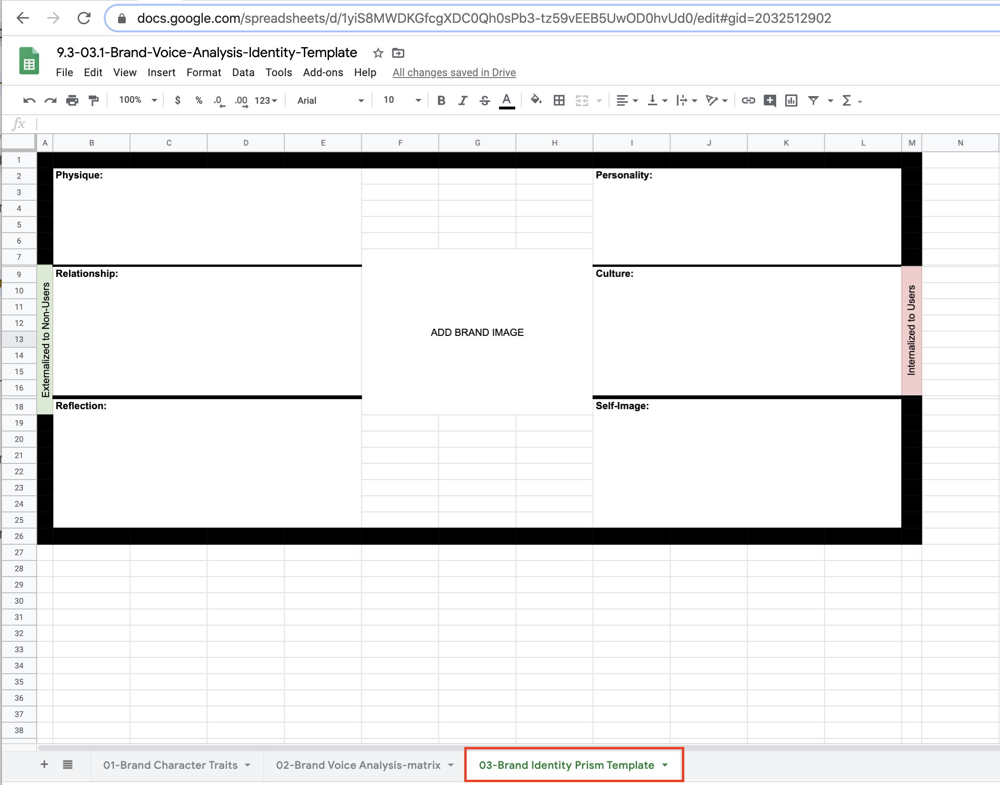 docs.google.com/spreadsheets/d/1yiS8MWDKGfcgXDC0Qh0sPb3-tz59vEEB5UwOD0hvUd0/edit#gid=2032512902
9.3-03.1-Brand-Voice-Analysis-Identity-Template
File Edit View Insert Format Data Tools Add-ons Help All changes saved in Drive
100% $ % .0 .00 123 Arial 10 B I S A Σ
fx
A B C D E F G H I J K L M N
1
2 Physique: Personality:
3
4
5
6
7
9 Relationship: Culture:
10
11
12
13
14
15
16
Externalized to Non-Users
ADD BRAND IMAGE
Internalized to Users
18 Reflection: Self-Image:
19
20
21
22
23
24
25
26
27
28
29
30
31
32
33
34
35
36
37
38
+ 01-Brand Character Traits 02-Brand Voice Analysis-matrix 03-Brand Identity Prism Template